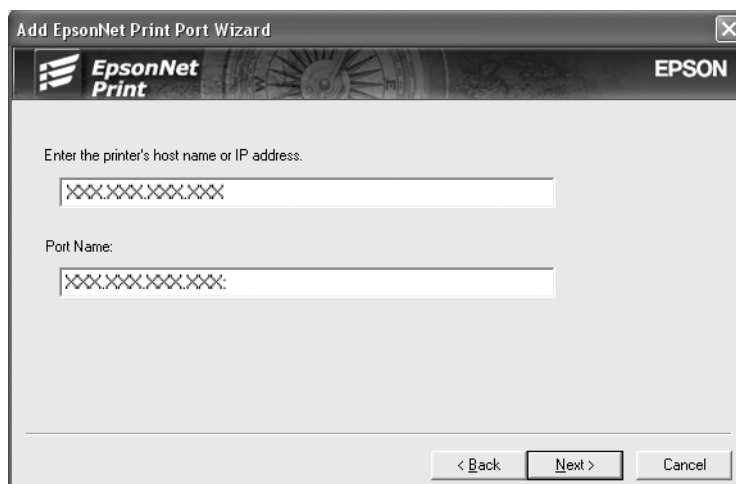 Add EpsonNet Print Port Wizard
EpsonNet
Print
EPSON
Enter the printer's host name or IP address.
XXX.XXX.XXX.XXX
Port Name:
XXX.XXX.XXX.XXX:
< Back
Next >
Cancel